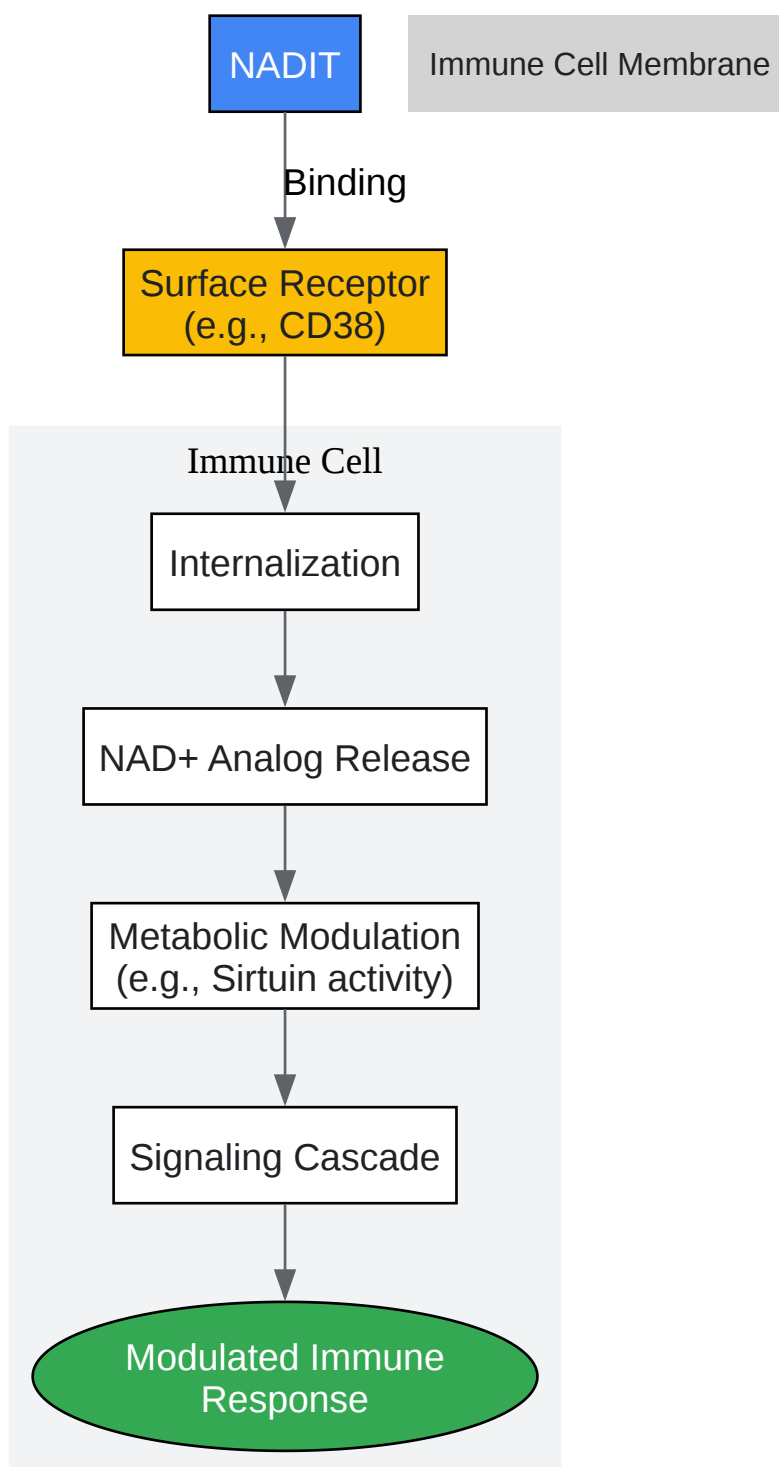 NADIT
Immune Cell Membrane
Binding
Surface Receptor
(e.g., CD38)
Immune Cell
Internalization
NAD+ Analog Release
Metabolic Modulation
(e.g., Sirtuin activity)
Signaling Cascade
Modulated Immune
Response